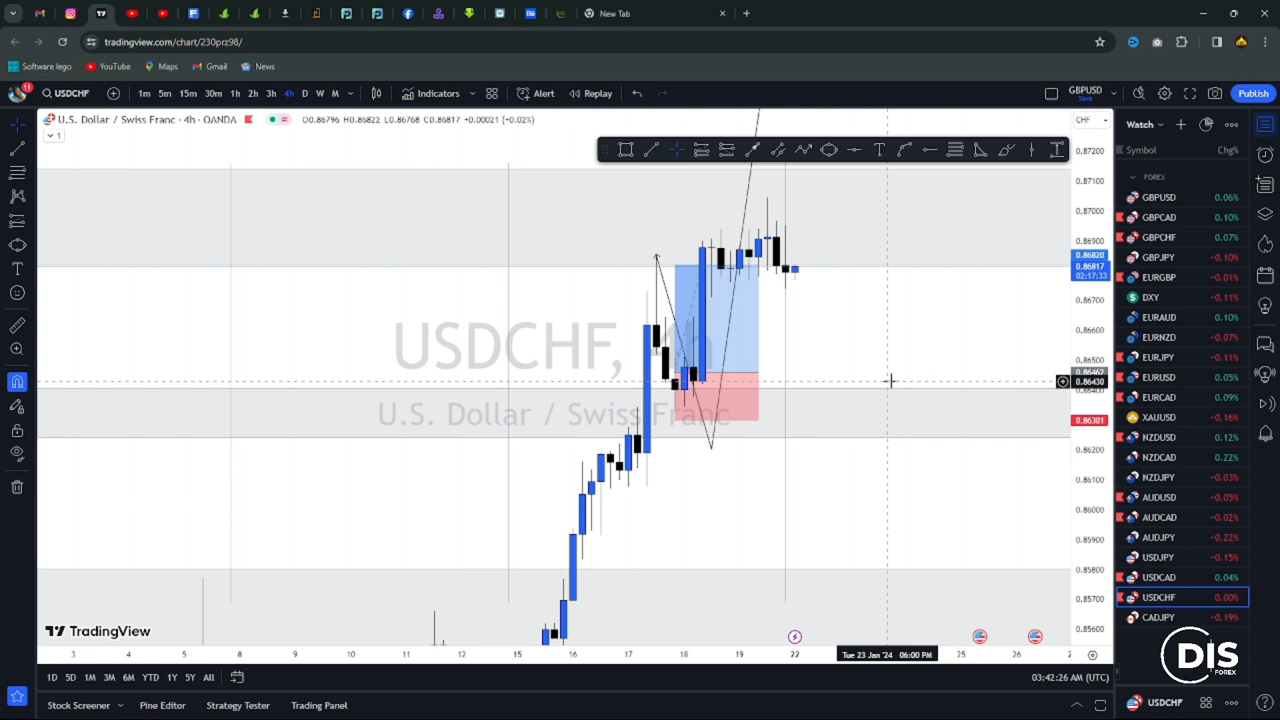 New Tab
tradingview.com/chart/230prz98/
Software lego
YouTube
Maps
Gmail
News
11
USDCHF
1m 5m 15m 30m 1h 2h 3h 4h D W M
Indicators
Alert
Replay
GBPUSD
Save
Publish
U.S. Dollar / Swiss Franc · 4h · OANDA
O0.86796 H0.86822 L0.86768 C0.86817 +0.00021 (+0.02%)
1
CHF
Watch
Symbol Chg%
FOREX
GBPUSD 0.06%
GBPCAD 0.10%
GBPCHF 0.07%
GBPJPY −0.10%
EURGBP −0.01%
DXY −0.11%
EURAUD 0.10%
EURNZD −0.07%
EURJPY −0.11%
EURUSD 0.05%
EURCAD 0.09%
XAUUSD −0.16%
NZDUSD 0.12%
NZDCAD 0.22%
NZDJPY −0.03%
AUDUSD −0.05%
AUDCAD −0.02%
AUDJPY −0.22%
USDJPY −0.15%
USDCAD 0.04%
USDCHF 0.00%
CADJPY −0.19%
0.87200
0.87100
0.87000
0.86900
0.86820
0.86817
02:17:33
0.86700
0.86600
0.86500
0.86462
0.86430
0.86301
0.86200
0.86100
0.86000
0.85900
0.85800
0.85700
0.85600
USDCHF, 4h
U.S. Dollar / Swiss Franc
TradingView
3 4 5 8 9 10 11 12 15 16 17 18 19 22
Tue 23 Jan '24 06:00 PM
25 26
1D 5D 1M 3M 6M YTD 1Y 5Y All
03:42:26 AM (UTC)
Stock Screener
Pine Editor
Strategy Tester
Trading Panel
USDCHF
DIS
FOREX